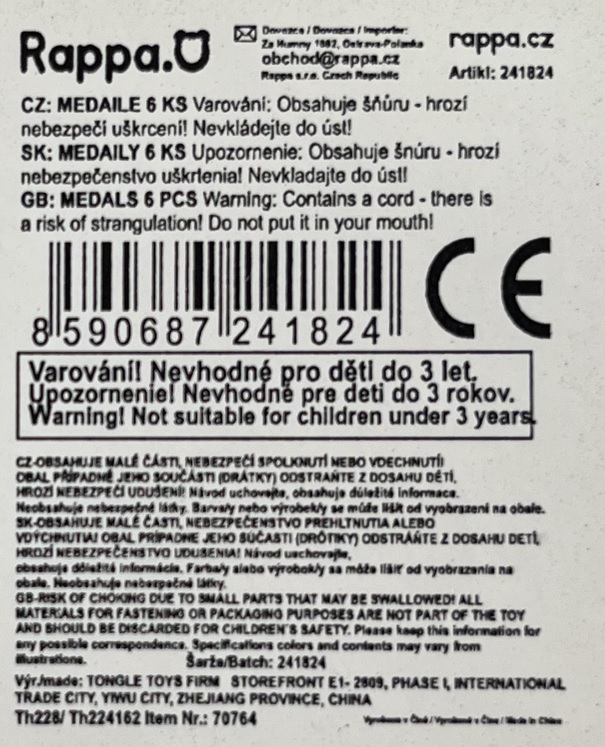 Rappa.
Dovozce / Dovozca / Importer:
Za Humny 1882, Ostrava-Polanka
obchod@rappa.cz
Rappa s.r.o. Czech Republic
rappa.cz
Artikl: 241824
CZ: MEDAILE 6 KS Varování: Obsahuje šňůru - hrozí
nebezpečí uškrcení! Nevkládejte do úst!
SK: MEDAILY 6 KS Upozornenie: Obsahuje šnúru - hrozí
nebezpečenstvo uškrtenia! Nevkladajte do úst!
GB: MEDALS 6 PCS Warning: Contains a cord - there is
a risk of strangulation! Do not put it in your mouth!
CE
8 590687 241824
Varování! Nevhodné pro děti do 3 let.
Upozornenie! Nevhodné pre deti do 3 rokov.
Warning! Not suitable for children under 3 years.
CZ-OBSAHUJE MALÉ ČÁSTI, NEBEZPEČÍ SPOLKNUTÍ NEBO VDECHNUTÍ!
OBAL PŘÍPADNĚ JEHO SOUČÁSTI (DRÁTKY) ODSTRAŇTE Z DOSAHU DĚTÍ,
HROZÍ NEBEZPEČÍ UDUŠENÍ! Návod uchovejte, obsahuje důležité informace.
Neobsahuje nebezpečné látky. Barva/y nebo výrobek/y se může lišit od vyobrazení na obale.
SK-OBSAHUJE MALÉ ČASTI, NEBEZPEČENSTVO PREHLTNUTIA ALEBO
VDÝCHNUTIA! OBAL PRÍPADNE JEHO SÚČASTI (DRÔTIKY) ODSTRÁŇTE Z DOSAHU DETÍ,
HROZÍ NEBEZPEČENSTVO UDUSENIA! Návod uschovajte,
obsahuje dôležité informácie. Farba/y alebo výrobok/y sa môže líšiť od vyobrazenia na
obale. Neobsahuje nebezpečné látky.
GB-RISK OF CHOKING DUE TO SMALL PARTS THAT MAY BE SWALLOWED! ALL
MATERIALS FOR FASTENING OR PACKAGING PURPOSES ARE NOT PART OF THE TOY
AND SHOULD BE DISCARDED FOR CHILDREN'S SAFETY. Please keep this information for
any possible correspondence. Specifications colors and contents may vary from
illustrations.
Šarža/Batch: 241824
Výr./made: TONGLE TOYS FIRM STOREFRONT E1- 2809, PHASE I, INTERNATIONAL
TRADE CITY, YIWU CITY, ZHEJIANG PROVINCE, CHINA
Th228/ Th224162 Item Nr.: 70764
Vyrobeno v Číně / Vyrobené v Číne / Made in China